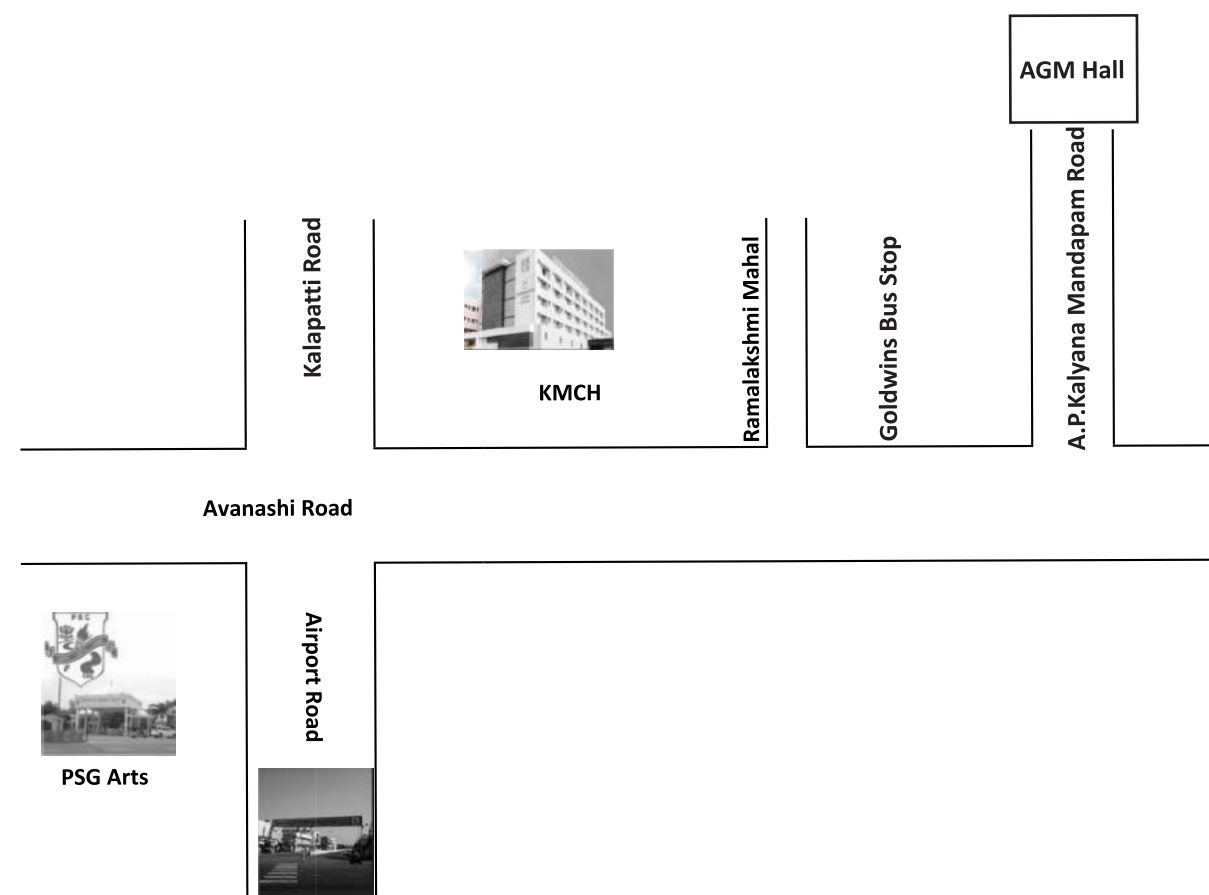 AGM Hall
A.P.Kalyana Mandapam Road
Kalapatti Road
KMCH
Ramalakshmi Mahal
Goldwins Bus Stop
Avanashi Road
Airport Road
PSG
PSG Arts